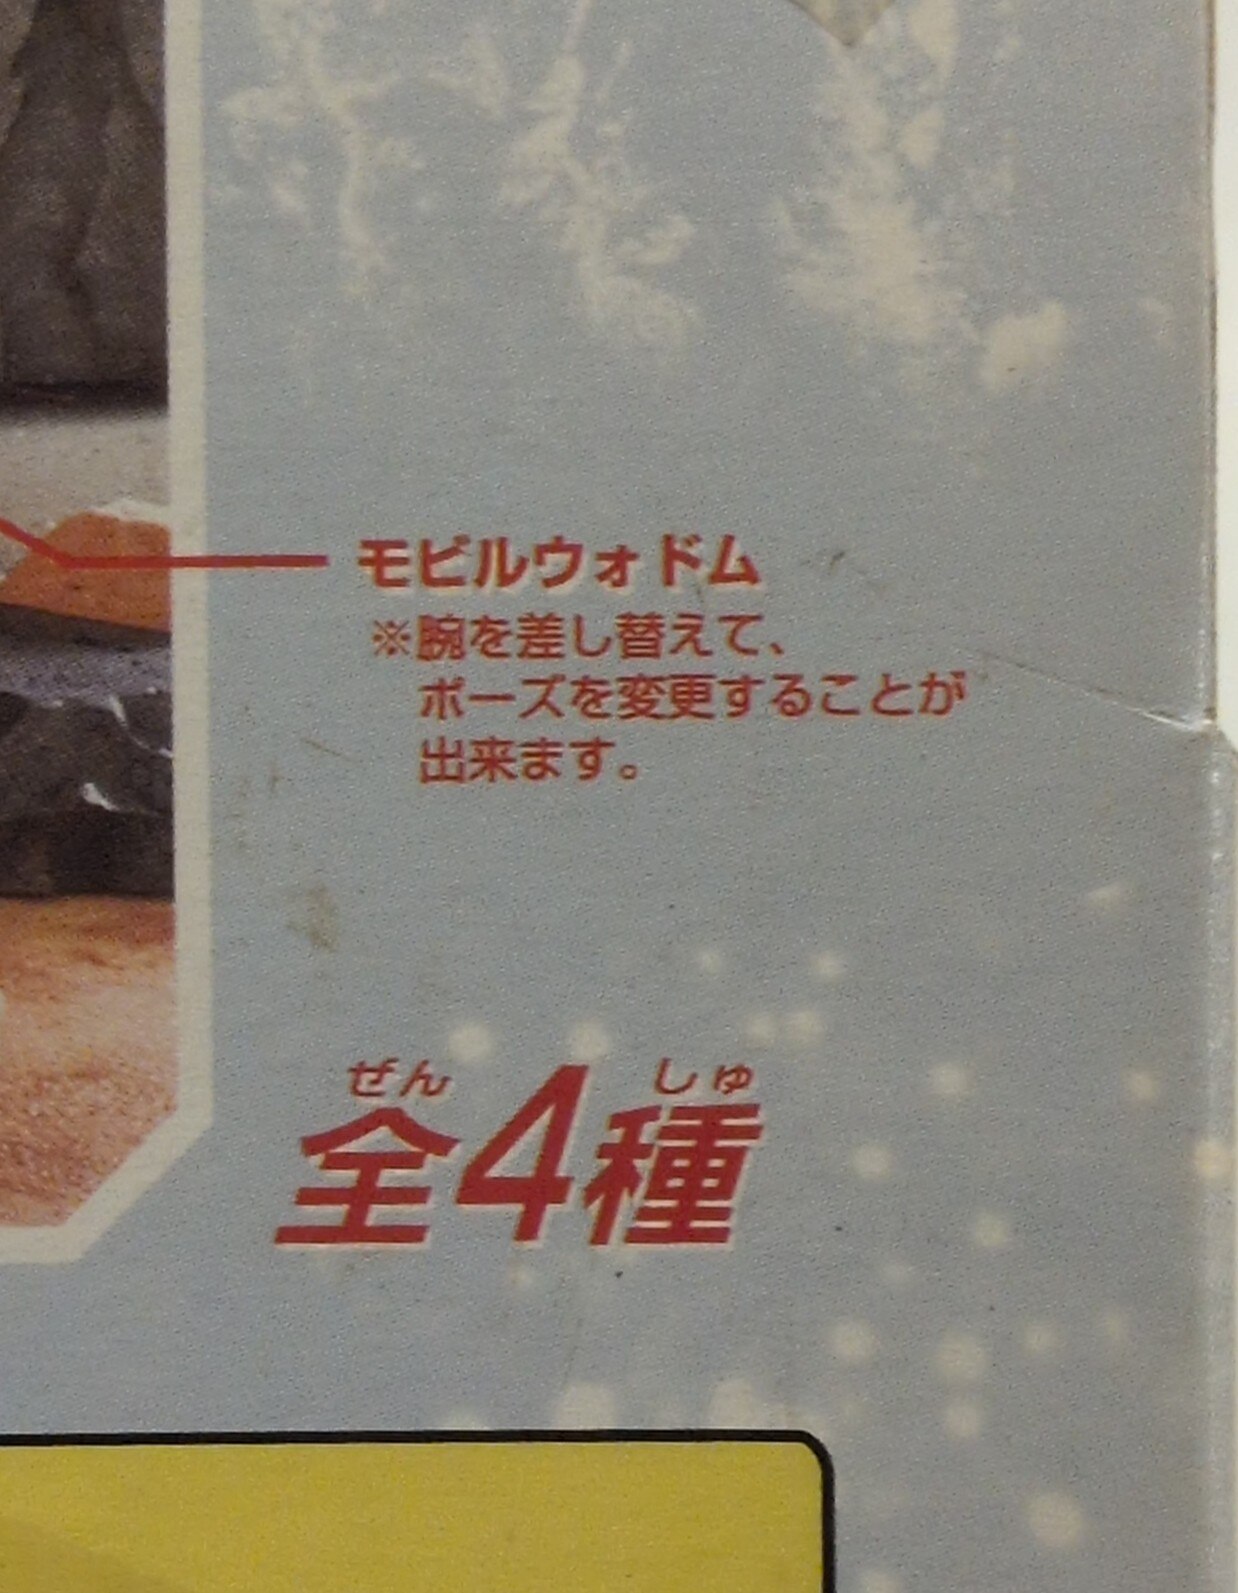 モビルウォドム
※腕を差し替えて、
ポーズを変更することが
出来ます。
ぜん しゅ
全4種